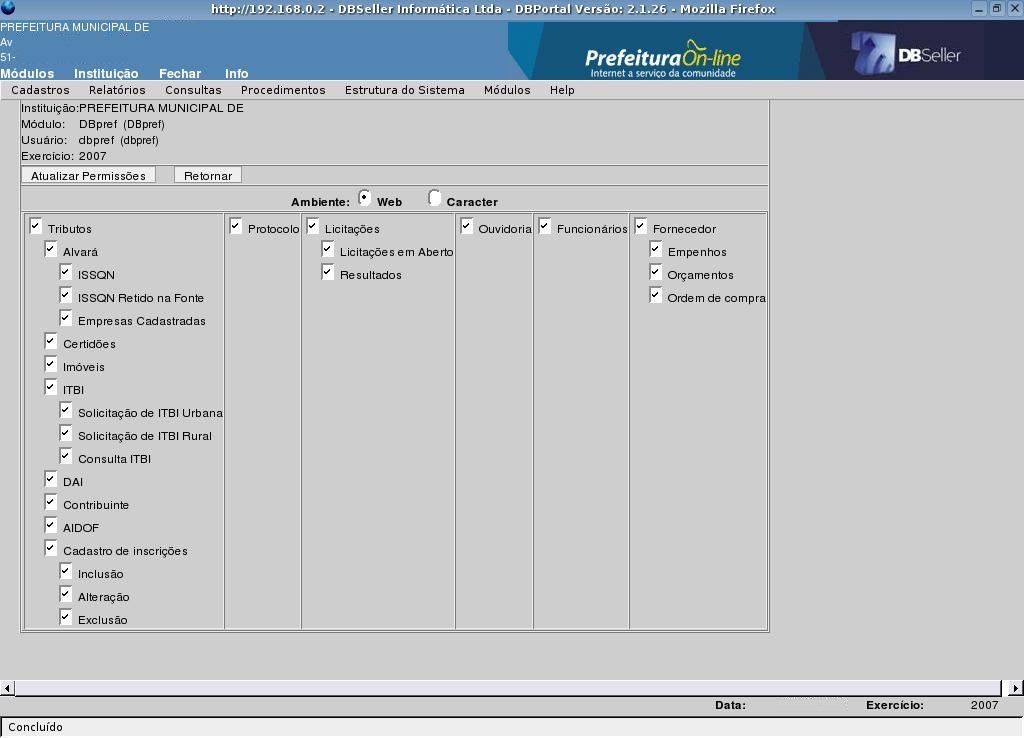 http://192.168.0.2 - DBSeller Informática Ltda - DBPortal Versão: 2.1.26 - Mozilla Firefox
PREFEITURA MUNICIPAL DE
Av
51-
Módulos Instituição Fechar Info
PrefeituraOn-line
Internet a serviço da comunidade
DBSeller
Cadastros Relatórios Consultas Procedimentos Estrutura do Sistema Módulos Help
Instituição:PREFEITURA MUNICIPAL DE
Módulo: DBpref (DBpref)
Usuário: dbpref (dbpref)
Exercício: 2007
Atualizar Permissões Retornar
Ambiente: Web Caracter
Tributos
Alvará
ISSQN
ISSQN Retido na Fonte
Empresas Cadastradas
Certidões
Imóveis
ITBI
Solicitação de ITBI Urbana
Solicitação de ITBI Rural
Consulta ITBI
DAI
Contribuinte
AIDOF
Cadastro de inscrições
Inclusão
Alteração
Exclusão
Protocolo
Licitações
Licitações em Aberto
Resultados
Ouvidoria
Funcionários
Fornecedor
Empenhos
Orçamentos
Ordem de compra
Data: Exercício: 2007
Concluído